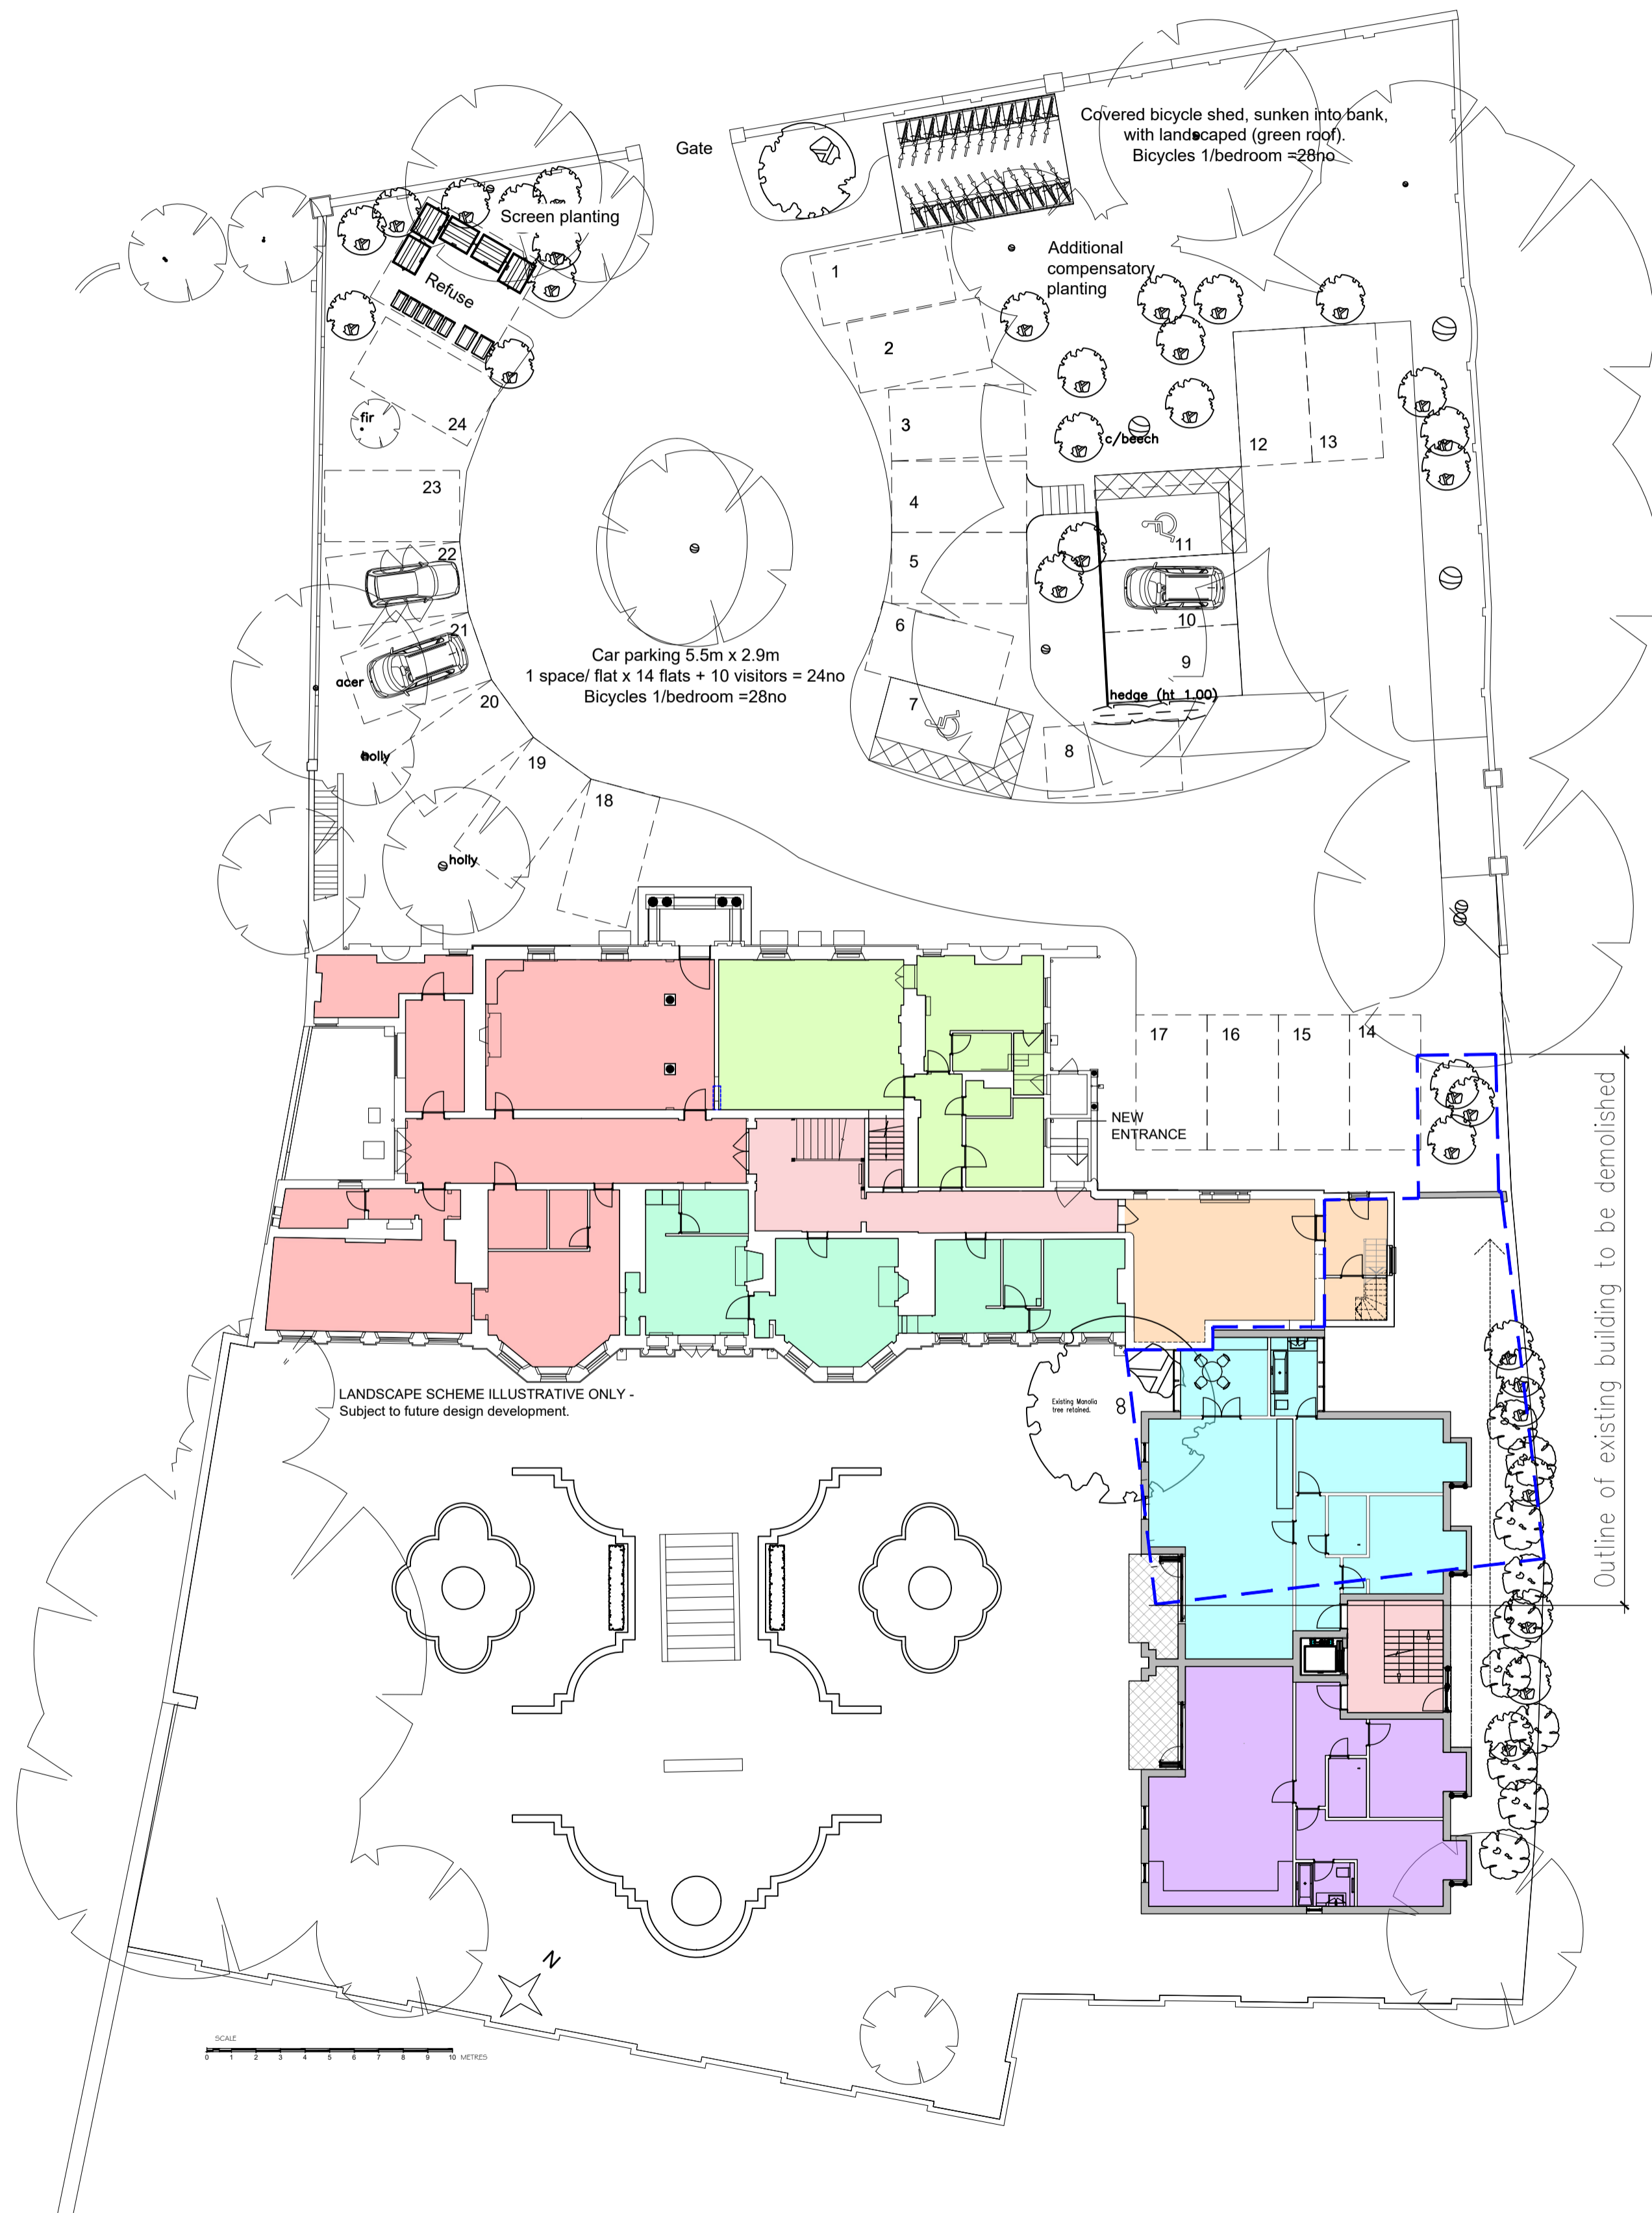 Gate
Covered bicycle shed, sunken into bank,
with landscaped (green roof).
Bicycles 1/bedroom =28no
Screen planting
Refuse
Additional
compensatory
planting
1
2
3
4
5
6
7
8
9
10
11
12
13
c/beech
hedge (ht 1.00)
24
fir
23
22
21
acer
20
holly
19
holly
18
Car parking 5.5m x 2.9m
1 space/ flat x 14 flats + 10 visitors = 24no
Bicycles 1/bedroom =28no
17
16
15
14
NEW
ENTRANCE
Outline of existing building to be demolished
LANDSCAPE SCHEME ILLUSTRATIVE ONLY -
Subject to future design development.
Existing Manolia
tree retained.
N
SCALE
0 1 2 3 4 5 6 7 8 9 10 METRES